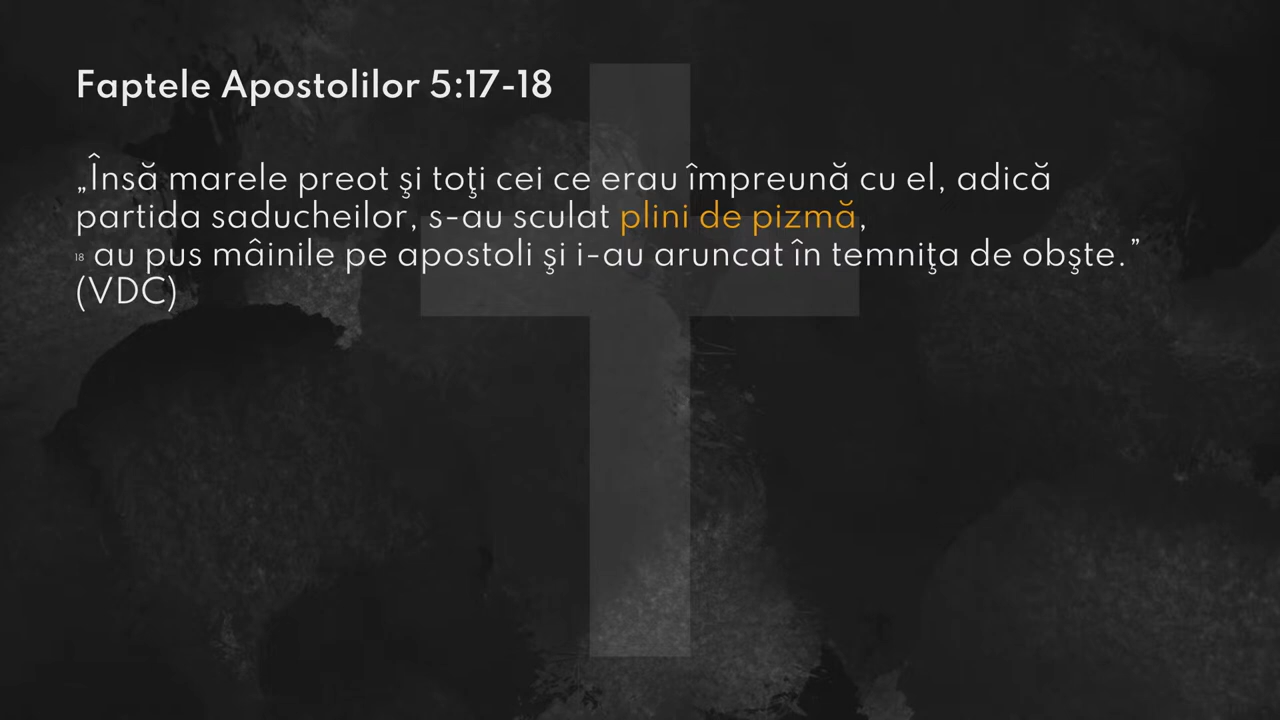 Faptele Apostolilor 5:17-18
„Însă marele preot şi toţi cei ce erau împreună cu el, adică
partida saducheilor, s-au sculat plini de pizmă,
18 au pus mâinile pe apostoli şi i-au aruncat în temniţa de obşte.”
(VDC)